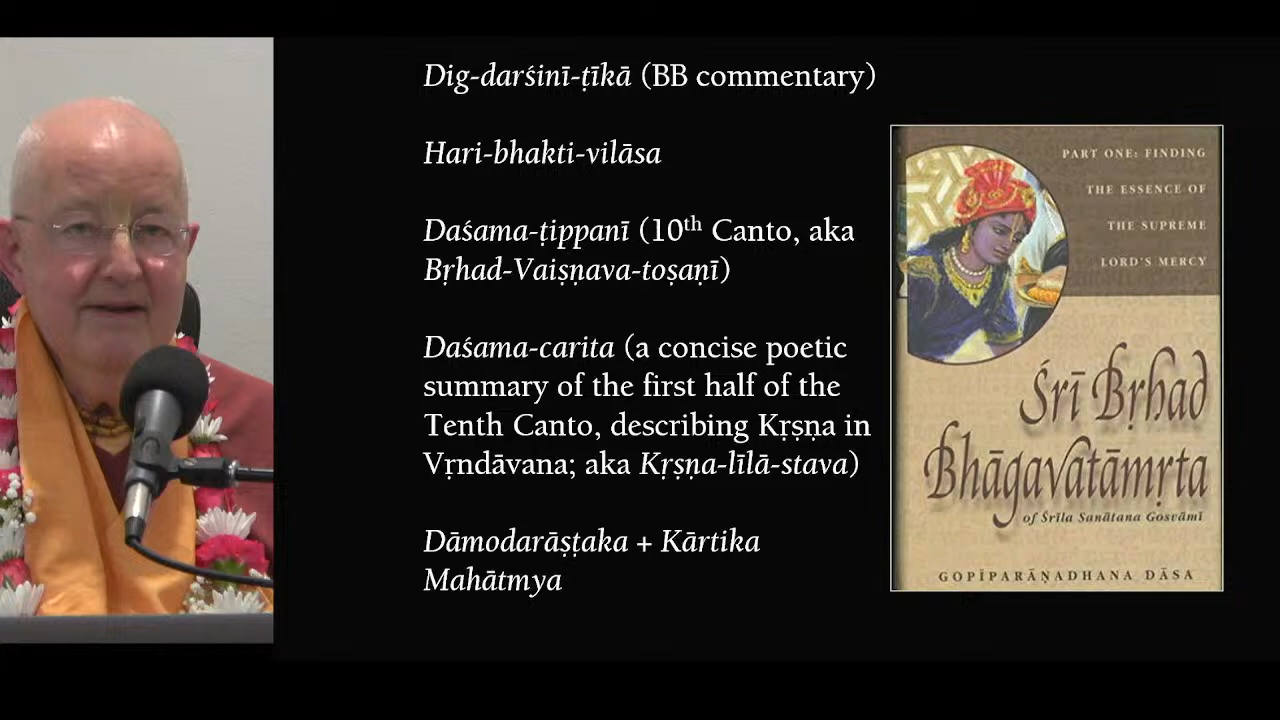 Dig-darśinī-ṭīkā (BB commentary)
Hari-bhakti-vilāsa
Daśama-ṭippanī (10th Canto, aka
Bṛhad-Vaiṣṇava-toṣaṇī)
Daśama-carita (a concise poetic
summary of the first half of the
Tenth Canto, describing Kṛṣṇa in
Vṛndāvana; aka Kṛṣṇa-līlā-stava)
Dāmodarāṣṭaka + Kārtika
Mahātmya
PART ONE: FINDING
THE ESSENCE OF
THE SUPREME
LORD'S MERCY
Śrī Bṛhad
Bhāgavatāmṛta
of Śrīla Sanātana Gosvāmī
GOPĪPARĀṆADHANA DĀSA